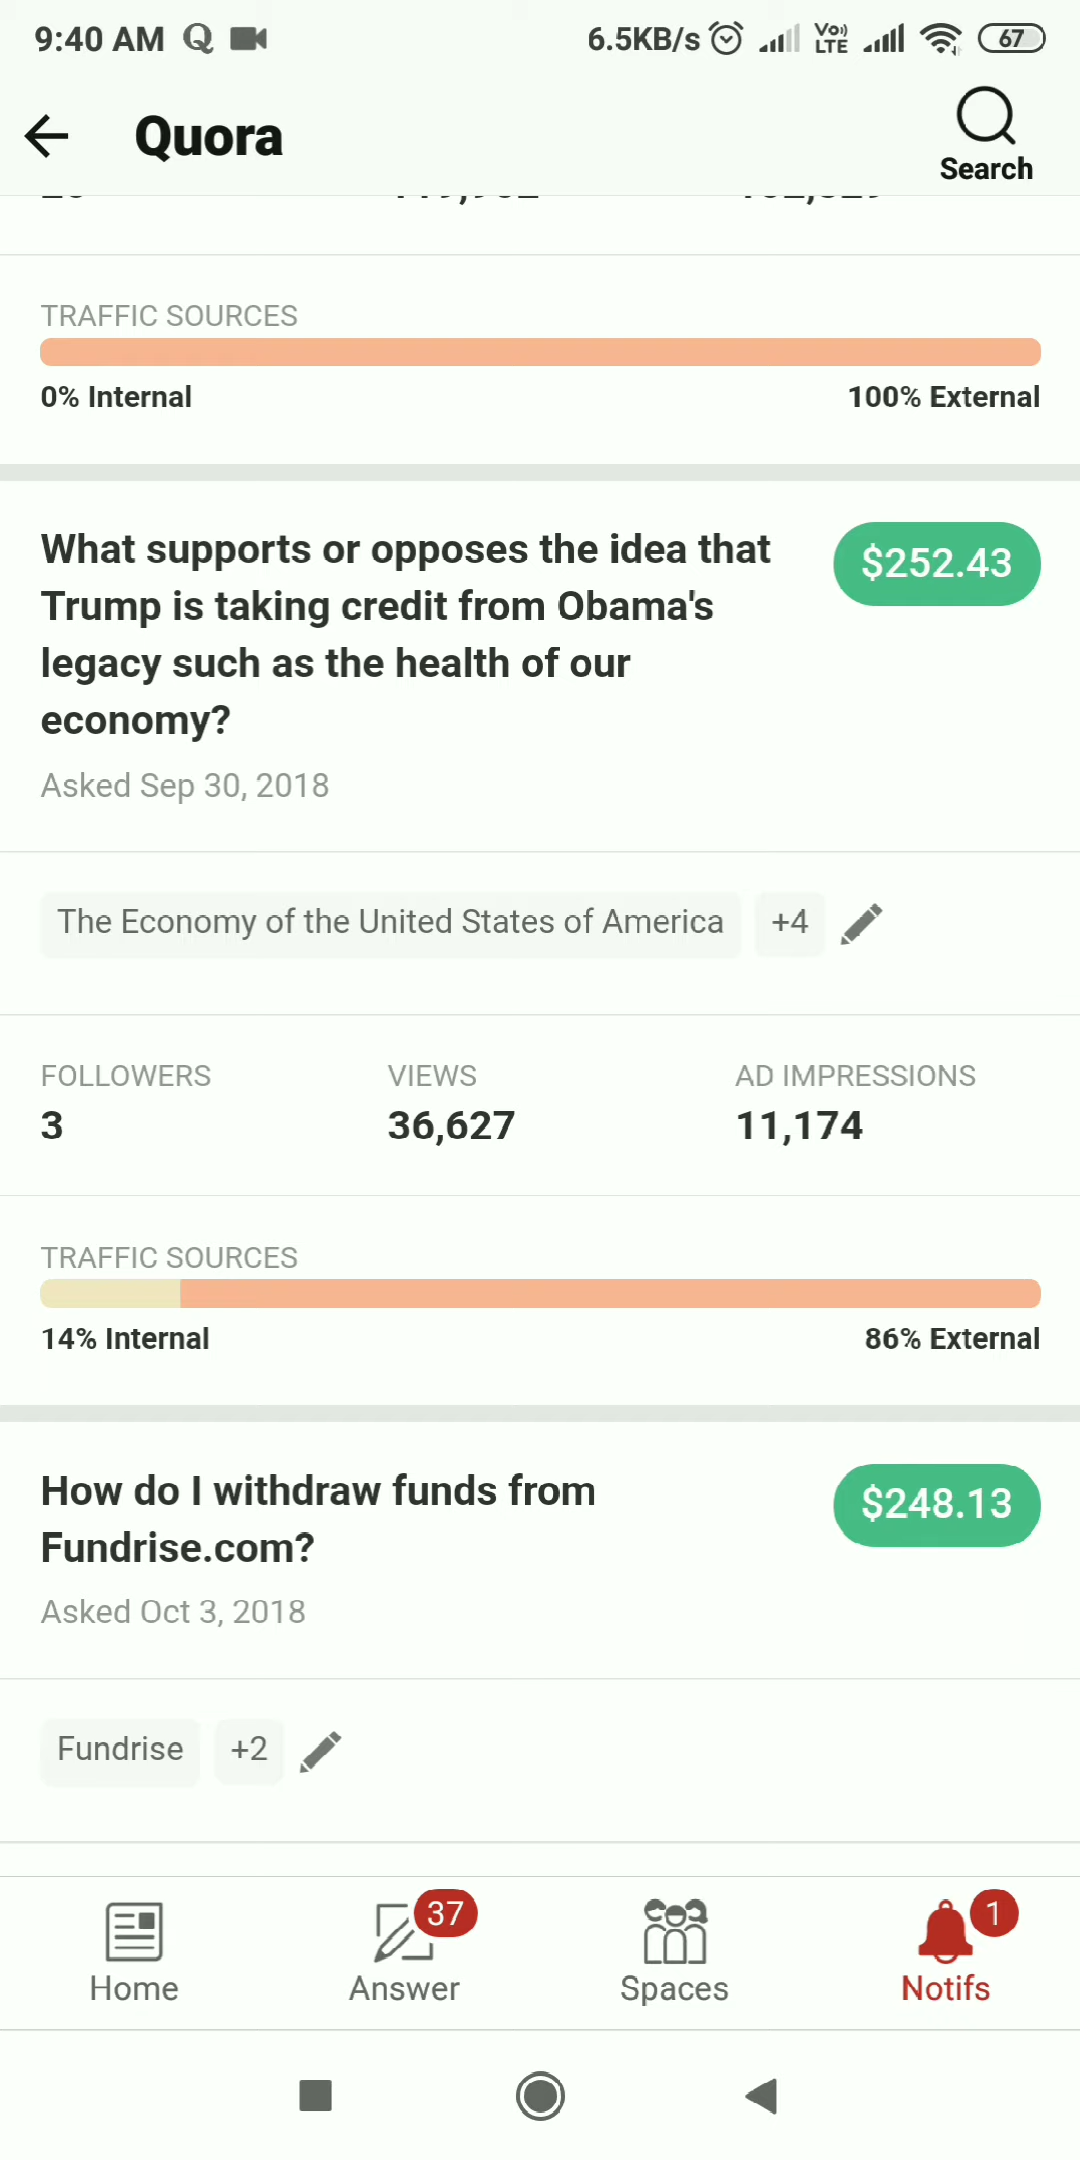 9:40 AM
6.5KB/s
Vo))
LTE
67
Quora
Search
TRAFFIC SOURCES
0% Internal
100% External
What supports or opposes the idea that
Trump is taking credit from Obama's
legacy such as the health of our
economy?
$252.43
Asked Sep 30, 2018
The Economy of the United States of America
+4
FOLLOWERS
VIEWS
AD IMPRESSIONS
3
36,627
11,174
TRAFFIC SOURCES
14% Internal
86% External
How do I withdraw funds from
Fundrise.com?
$248.13
Asked Oct 3, 2018
Fundrise
+2
37
1
Home
Answer
Spaces
Notifs